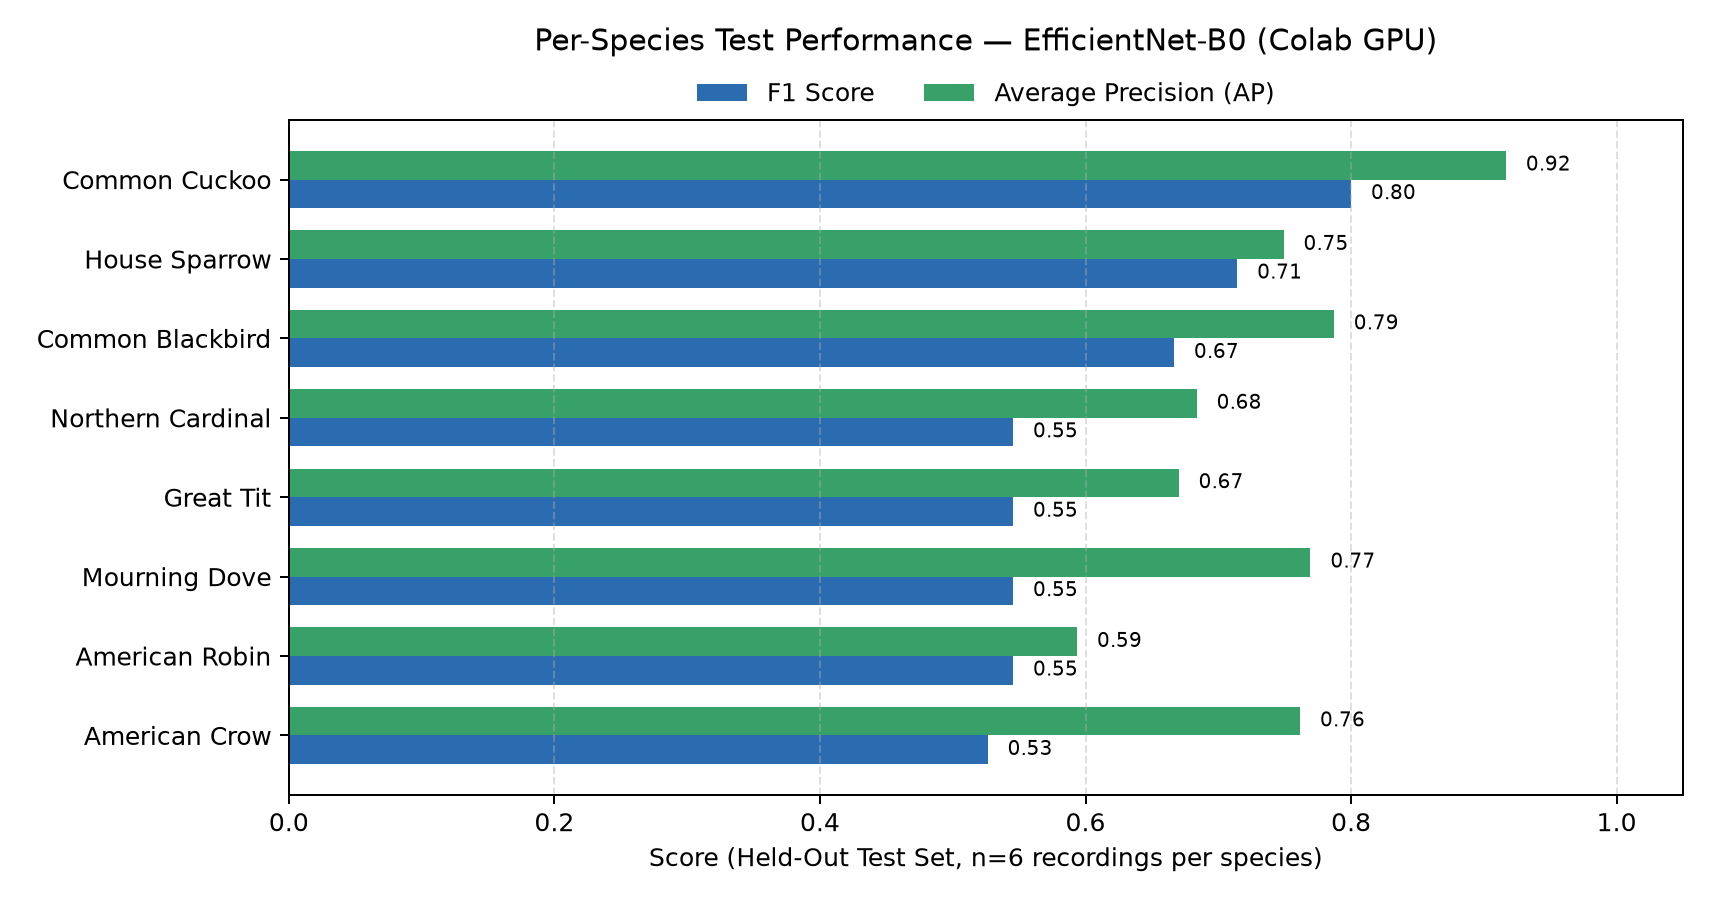 Per-Species Test Performance — EfficientNet-B0 (Colab GPU)
F1 Score Average Precision (AP)
Common Cuckoo 0.92
0.80
House Sparrow 0.75
0.71
Common Blackbird 0.79
0.67
Northern Cardinal 0.68
0.55
Great Tit 0.67
0.55
Mourning Dove 0.77
0.55
American Robin 0.59
0.55
American Crow 0.76
0.53
0.0 0.2 0.4 0.6 0.8 1.0
Score (Held-Out Test Set, n=6 recordings per species)